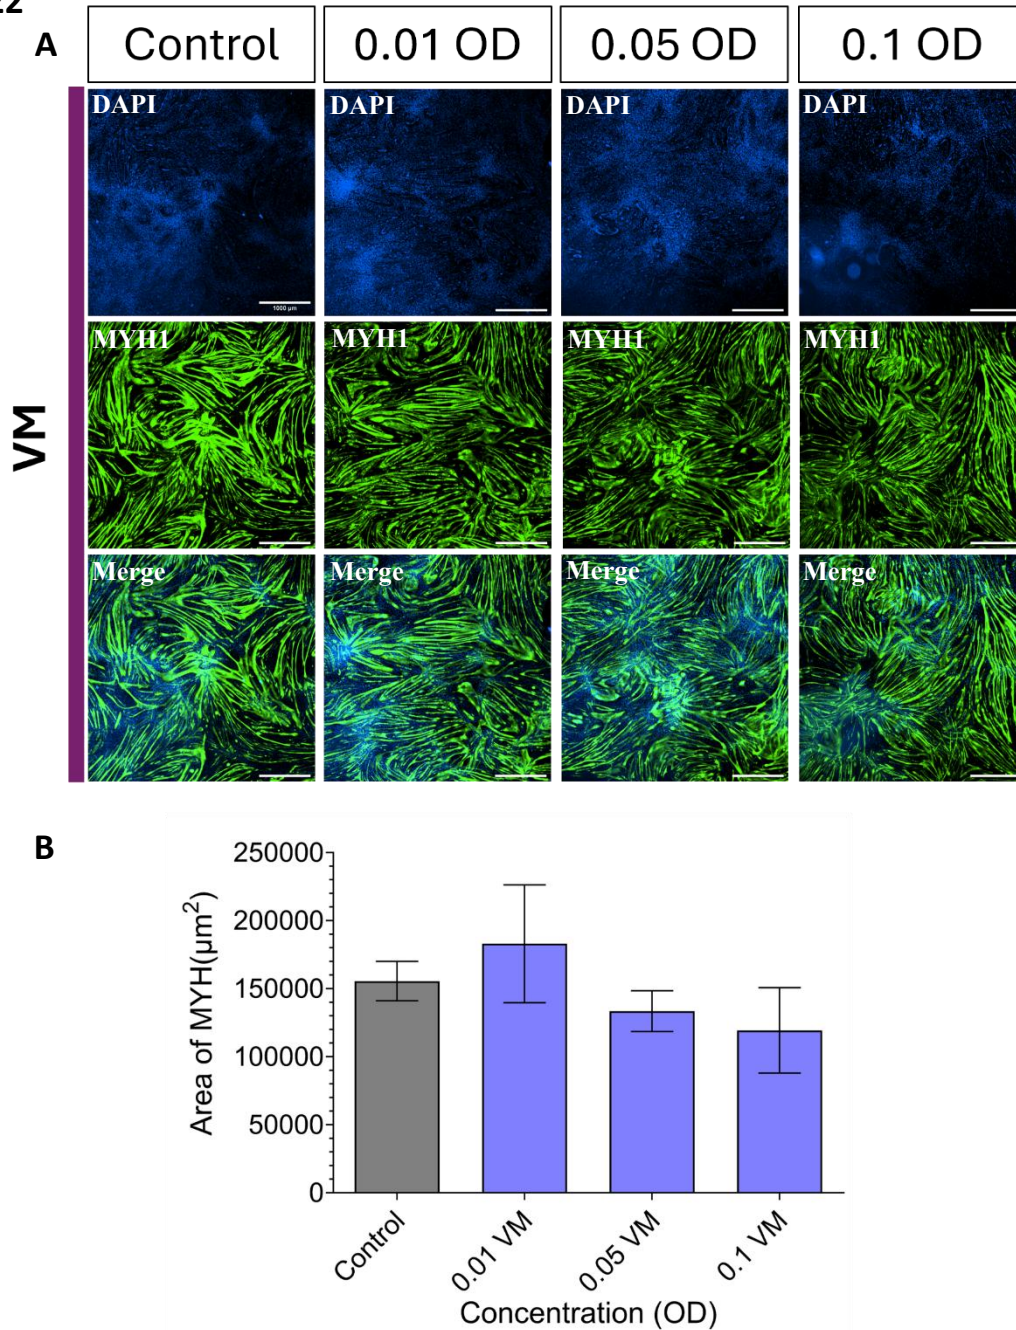 A
Control 0.01 OD 0.05 OD 0.1 OD
DAPI DAPI DAPI DAPI
1000 µm
MYH1 MYH1 MYH1 MYH1
VM
Merge Merge Merge Merge
B
250000
200000
150000
100000
50000
0
Area of MYH(µm²)
Control 0.01 VM 0.05 VM 0.1 VM
Concentration (OD)